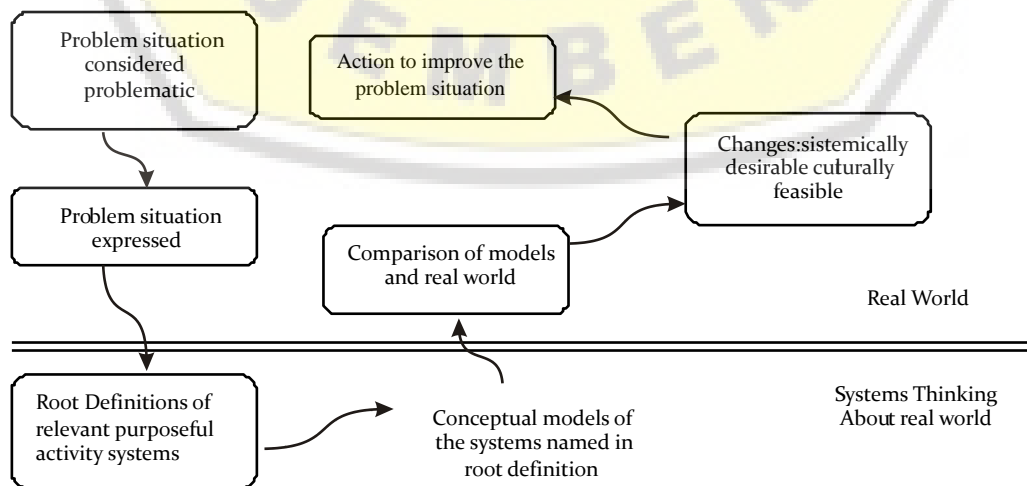 Problem situation
considered
problematic
Problem situation
expressed
Root Definitions of
relevant purposeful
activity systems
Conceptual models of
the systems named in
root definition
Comparison of models
and real world
Changes:sistemically
desirable culturally
feasible
Action to improve the
problem situation
Real World
Systems Thinking
About real world
EMBE